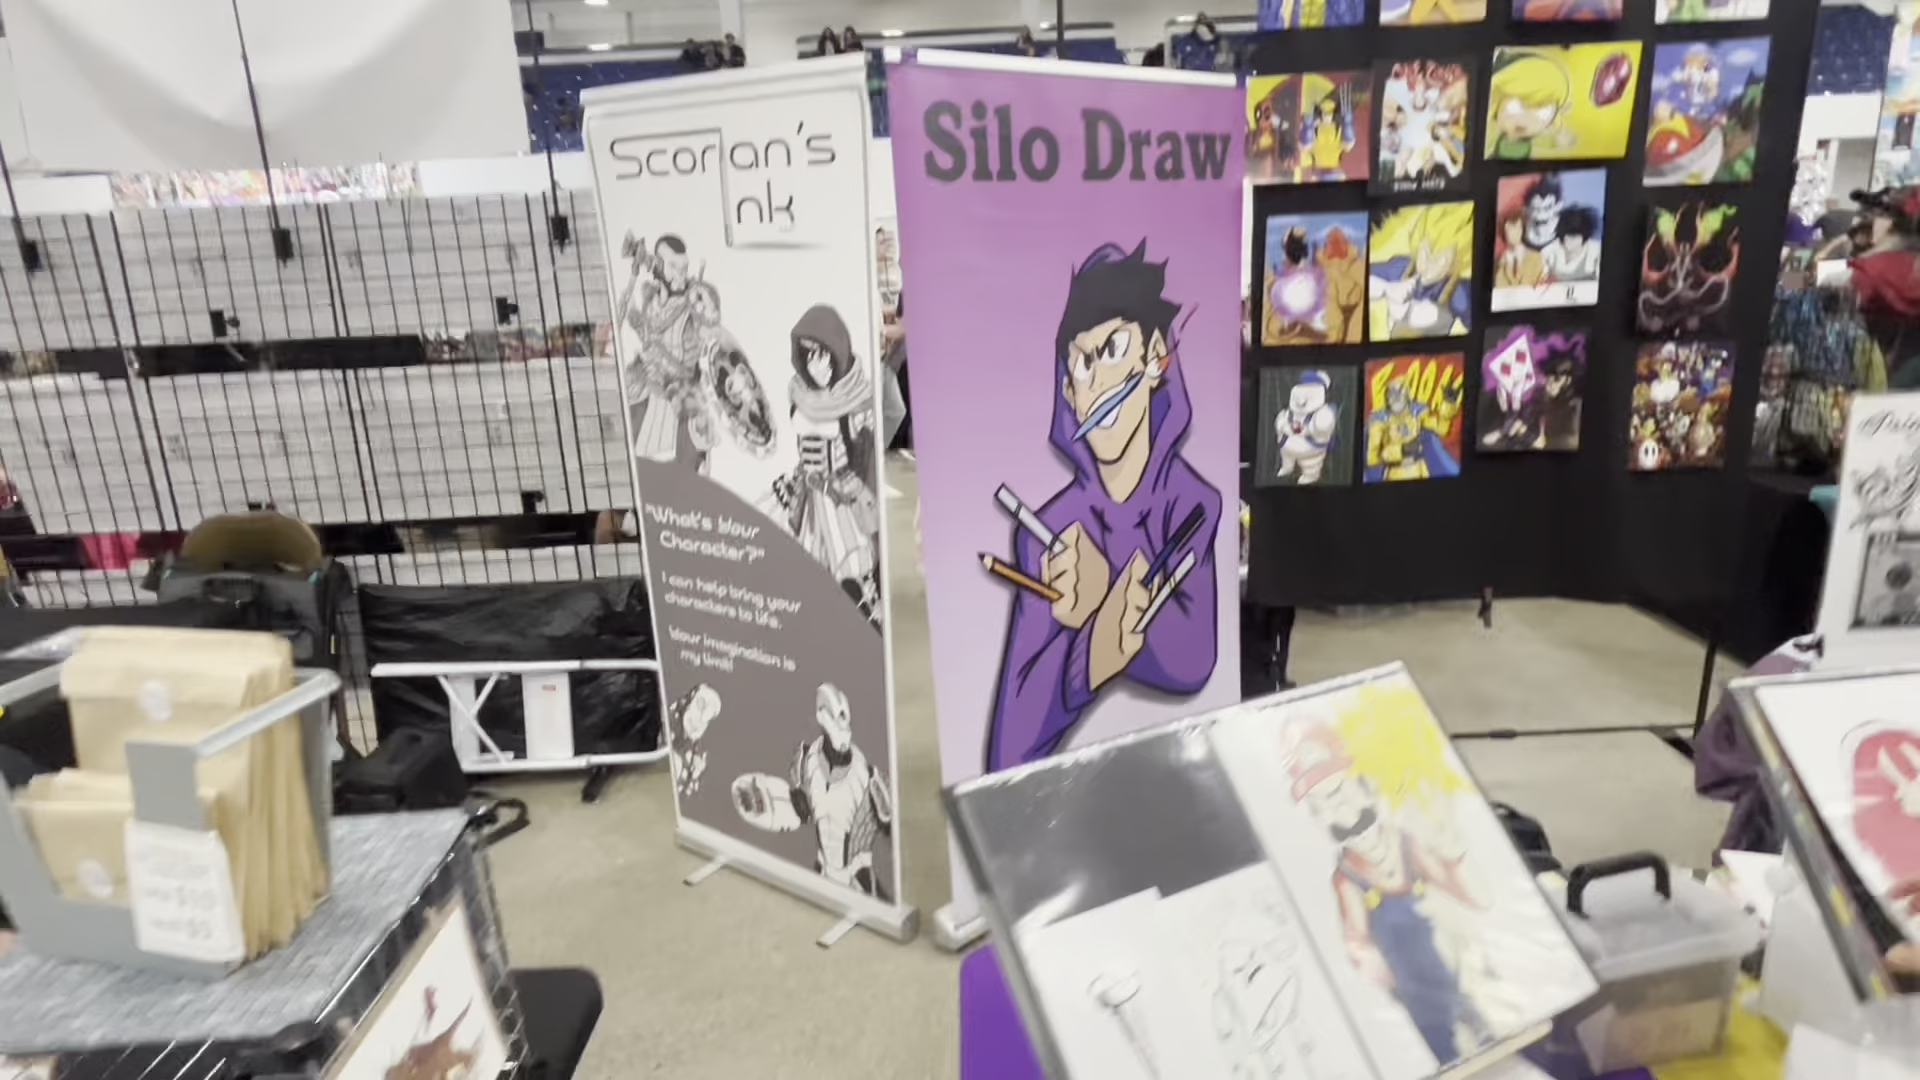 Scorian's
Ink
"What's Your
Character?"
I can help bring your
characters to life.
Your imagination is
my limit!
Silo Draw